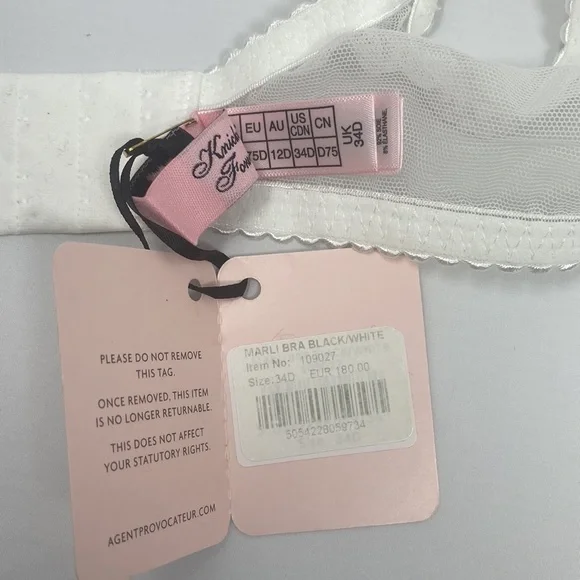 EU AU US CDN CN
75D 12D 34D 34D D75
UK 34D
PLEASE DO NOT REMOVE
THIS TAG.
ONCE REMOVED, THIS ITEM
IS NO LONGER RETURNABLE.
THIS DOES NOT AFFECT
YOUR STATUTORY RIGHTS.
AGENTPROVOCATEUR.COM
MARLI BRA BLACK/WHITE
Item No: 109027
Size:34D EUR 180.00
5054228059734